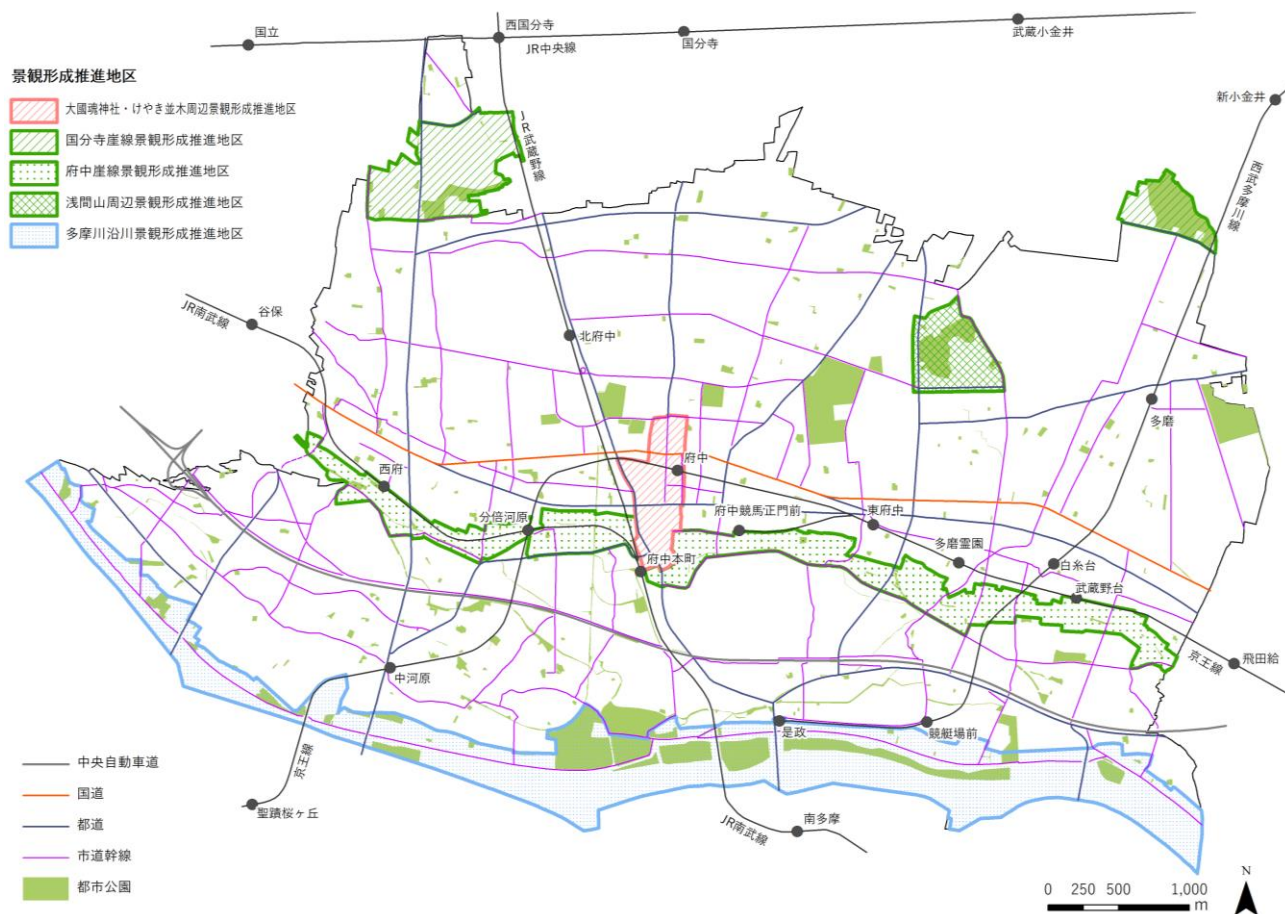 国立
西国分寺
JR中央線
国分寺
武蔵小金井
景観形成推進地区
大國魂神社・けやき並木周辺景観形成推進地区
国分寺崖線景観形成推進地区
府中崖線景観形成推進地区
浅間山周辺景観形成推進地区
多摩川沿川景観形成推進地区
JR武蔵野線
新小金井
西武多摩川線
JR南武線
谷保
北府中
多磨
西府
府中
分倍河原
府中競馬正門前
東府中
府中本町
多磨霊園
白糸台
武蔵野台
飛田給
京王線
中河原
是政
競艇場前
京王線
聖蹟桜ヶ丘
JR南武線
南多摩
中央自動車道
国道
都道
市道幹線
都市公園
0 250 500 1,000
m
N